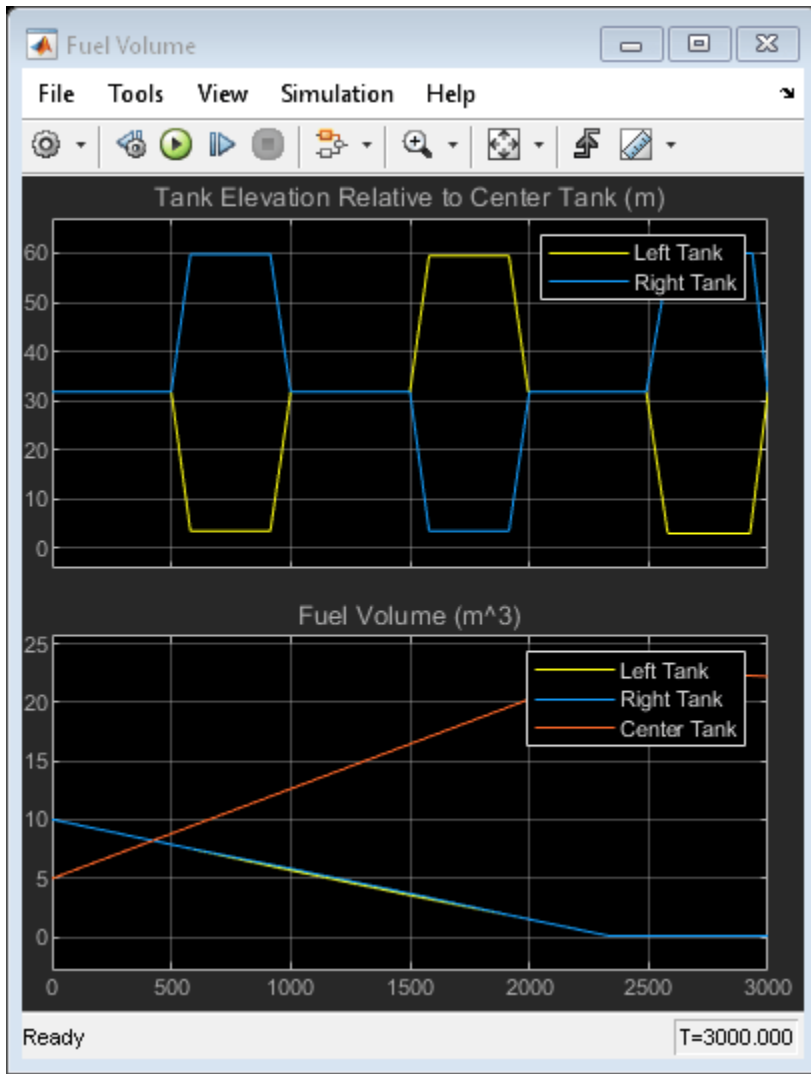 Fuel Volume
File Tools View Simulation Help
Tank Elevation Relative to Center Tank (m)
60
50
40
30
20
10
0
Left Tank
Right Tank
Fuel Volume (m^3)
25
20
15
10
5
0
Left Tank
Right Tank
Center Tank
0 500 1000 1500 2000 2500 3000
Ready T=3000.000